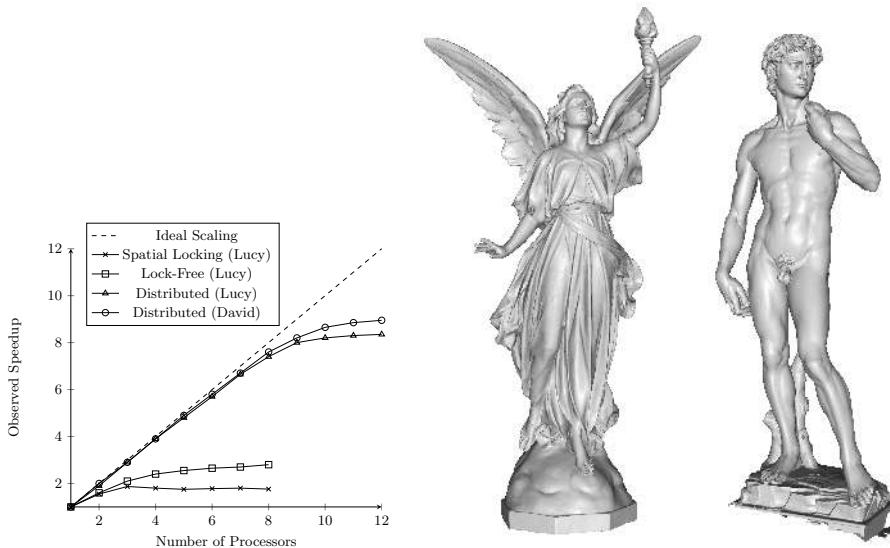 Ideal Scaling
Spatial Locking (Lucy)
Lock-Free (Lucy)
Distributed (Lucy)
Distributed (David)
12
10
8
6
4
2
2 4 6 8 10 12
Observed Speedup
Number of Processors